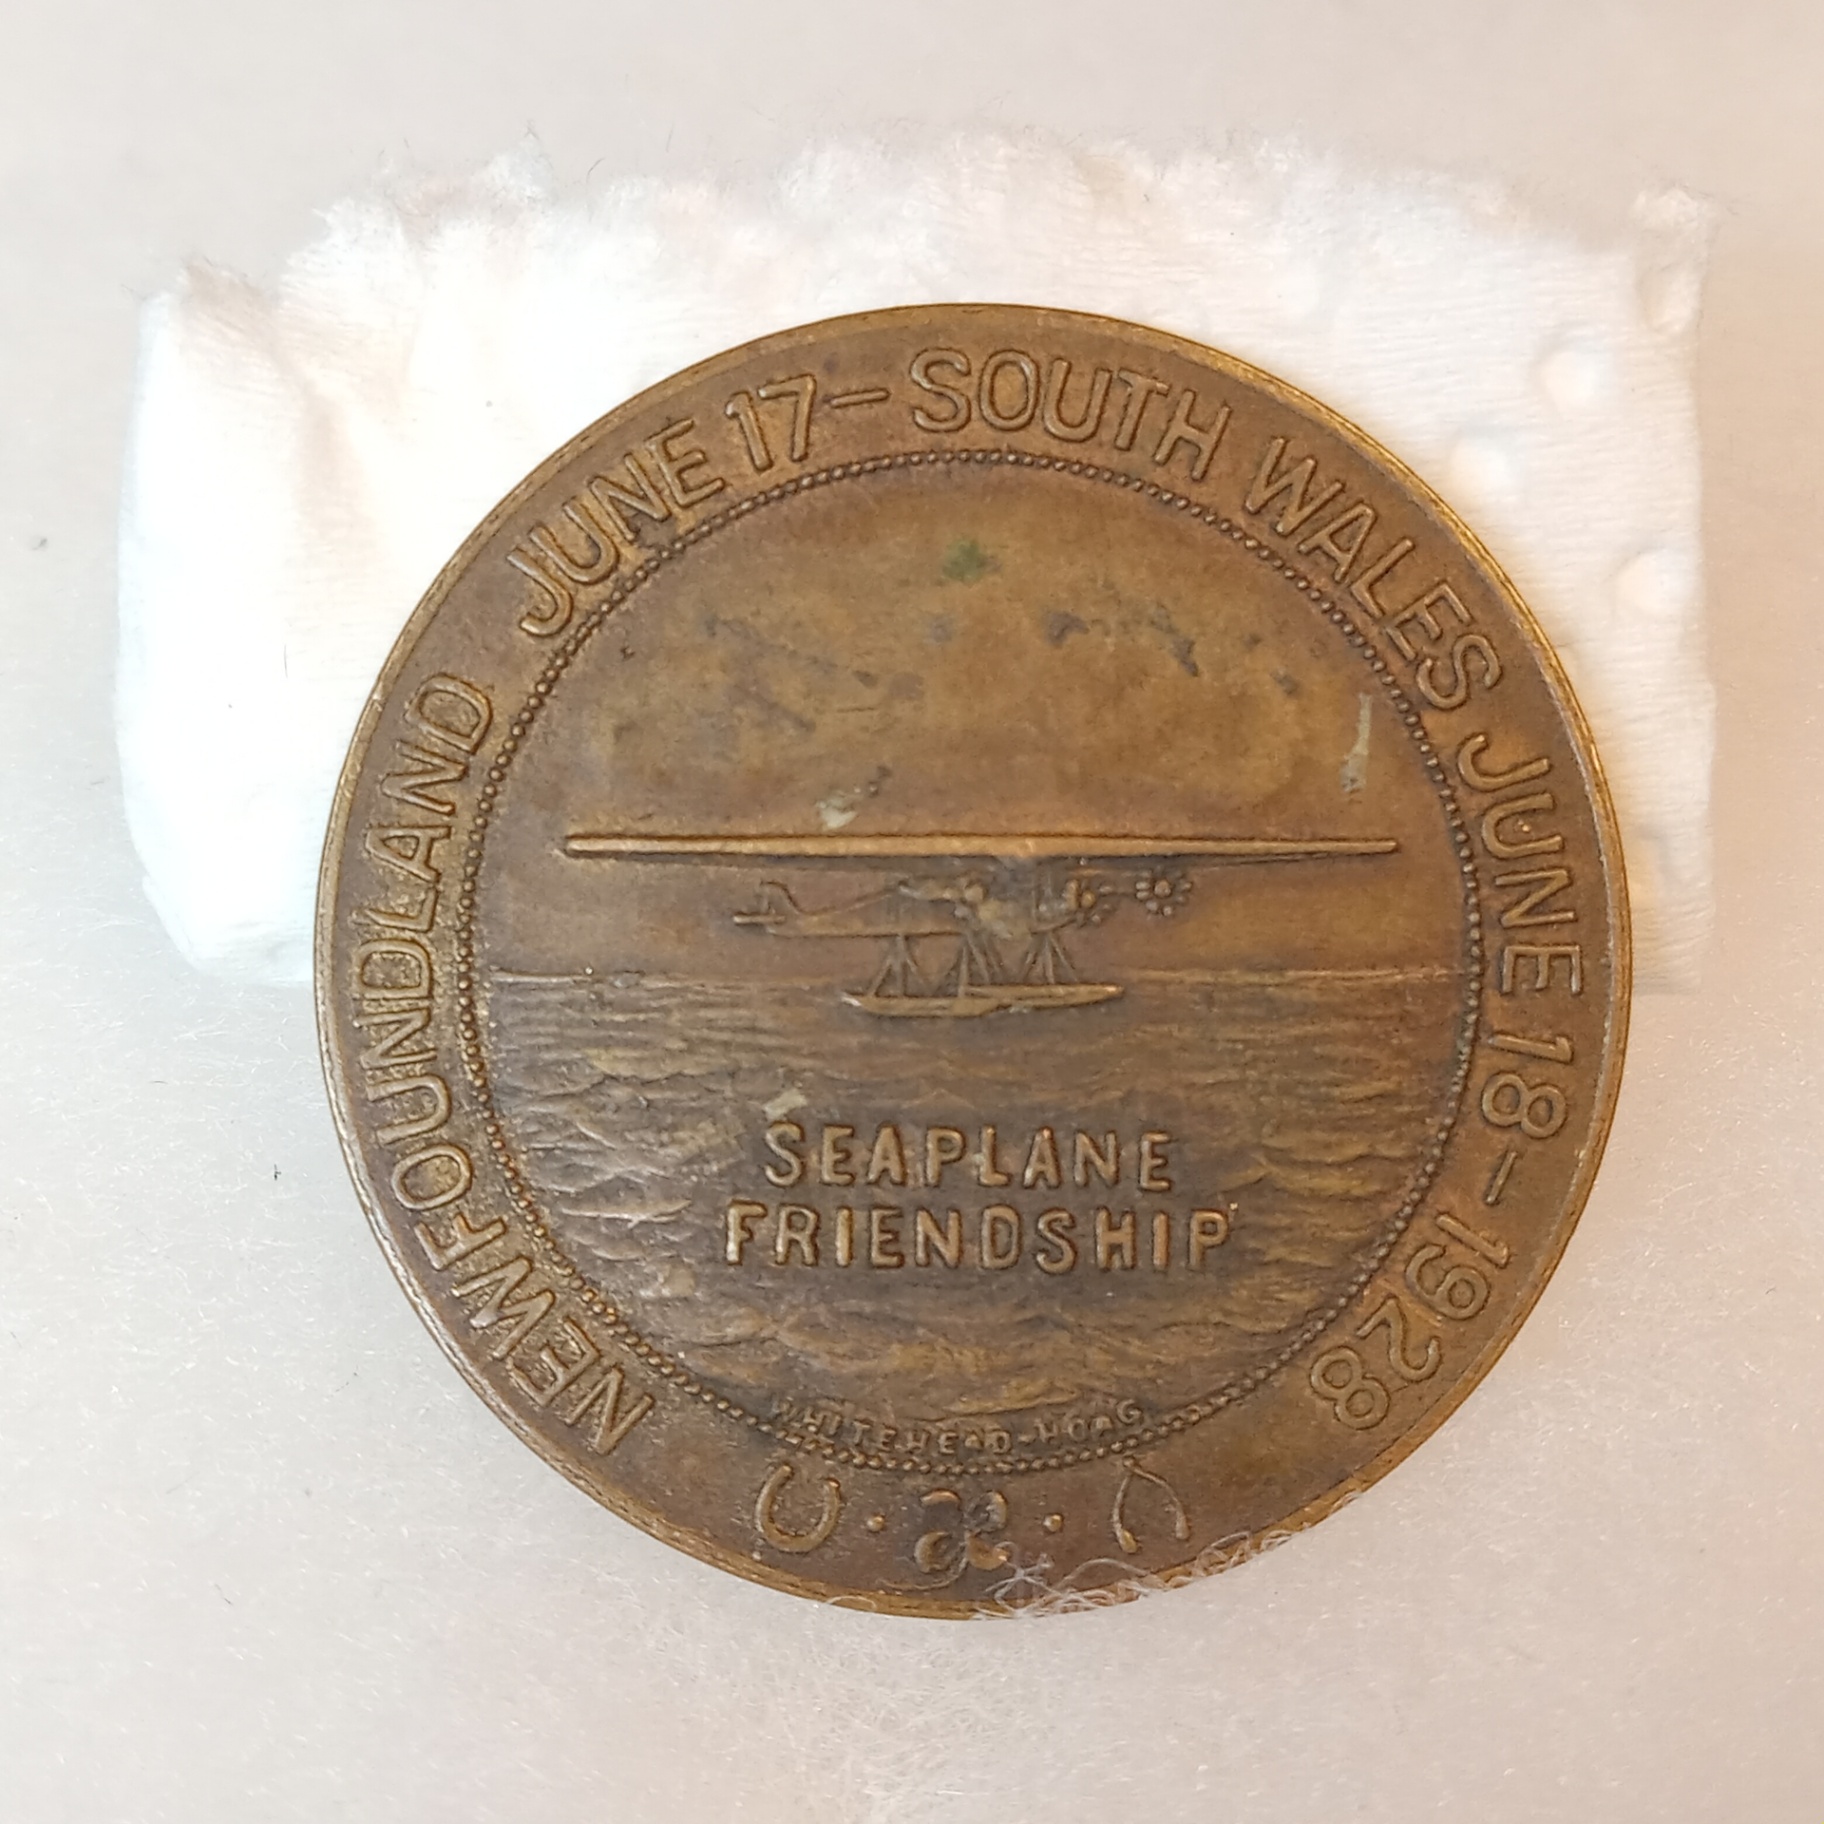 NEWFOUNDLAND JUNE 17 – SOUTH WALES JUNE 18 – 1928
SEAPLANE
FRIENDSHIP
WHITEHEAD-HOAG